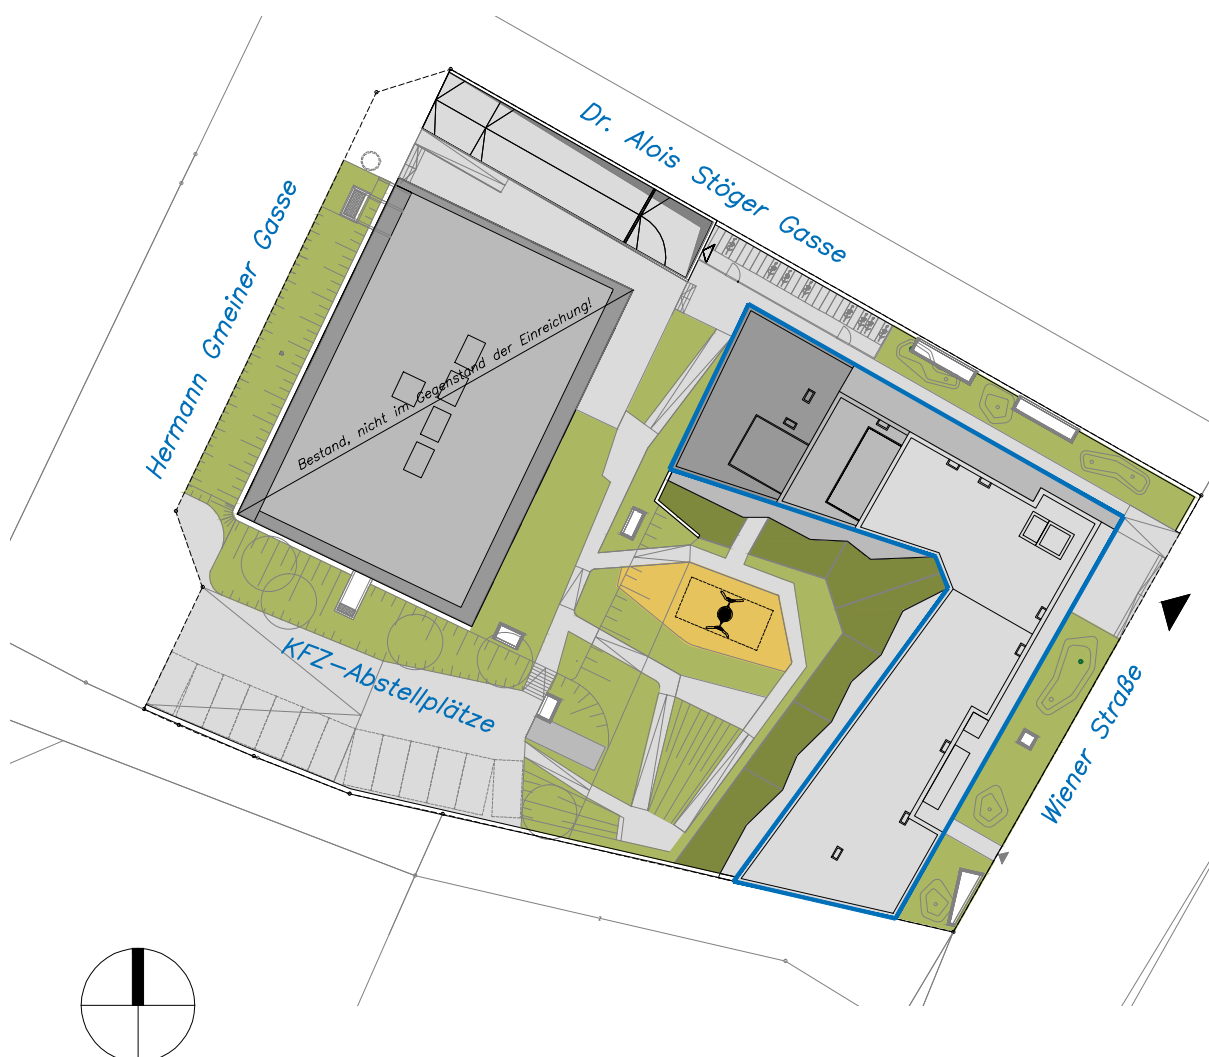 Dr. Alois Stöger Gasse
Hermann Gmeiner Gasse
Bestand, nicht im Gegenstand der Einreichung!
KFZ-Abstellplätze
Wiener Straße